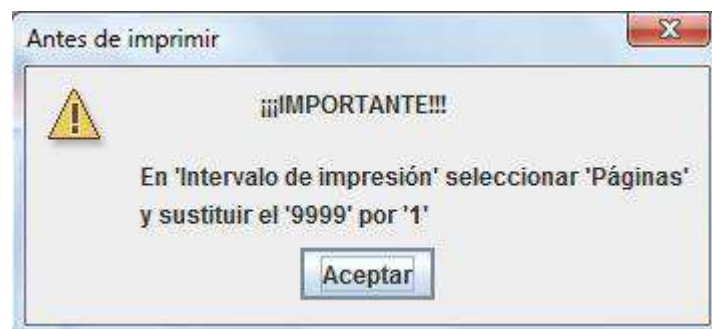 Antes de imprimir
¡¡¡IMPORTANTE!!!
En 'Intervalo de impresión' seleccionar 'Páginas'
y sustituir el '9999' por '1'
Aceptar